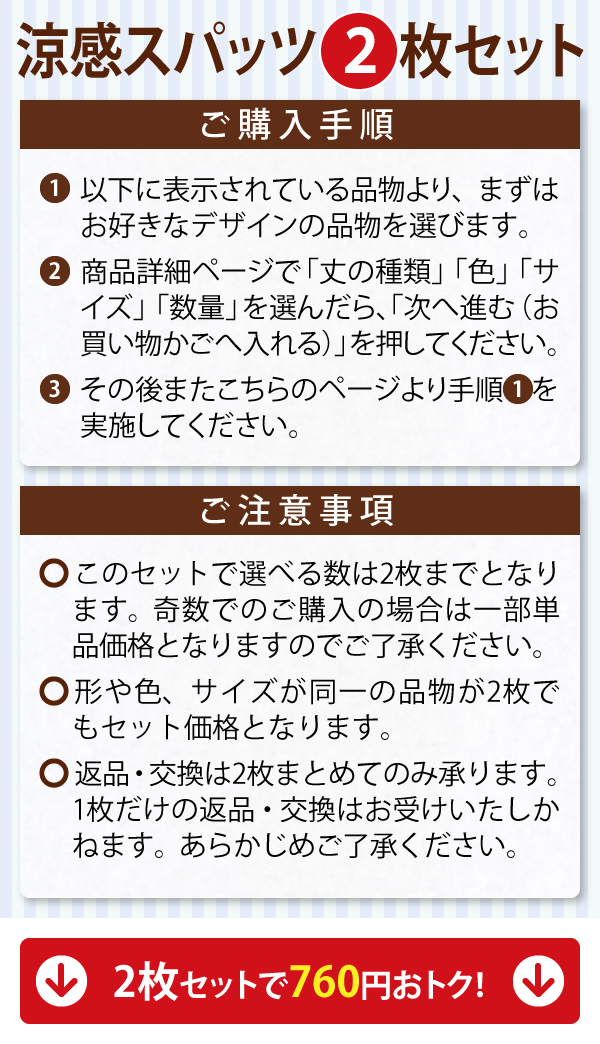 涼感スパッツ2枚セット
ご購入手順
❶ 以下に表示されている品物より、まずは
お好きなデザインの品物を選びます。
❷ 商品詳細ページで「丈の種類」「色」「サ
イズ」「数量」を選んだら、「次へ進む（お
買い物かごへ入れる）」を押してください。
❸ その後またこちらのページより手順❶を
実施してください。
ご注意事項
○ このセットで選べる数は2枚までとなり
ます。奇数でのご購入の場合は一部単
品価格となりますのでご了承ください。
○ 形や色、サイズが同一の品物が2枚で
もセット価格となります。
○ 返品・交換は2枚まとめてのみ承ります。
1枚だけの返品・交換はお受けいたしか
ねます。あらかじめご了承ください。
2枚セットで760円おトク!